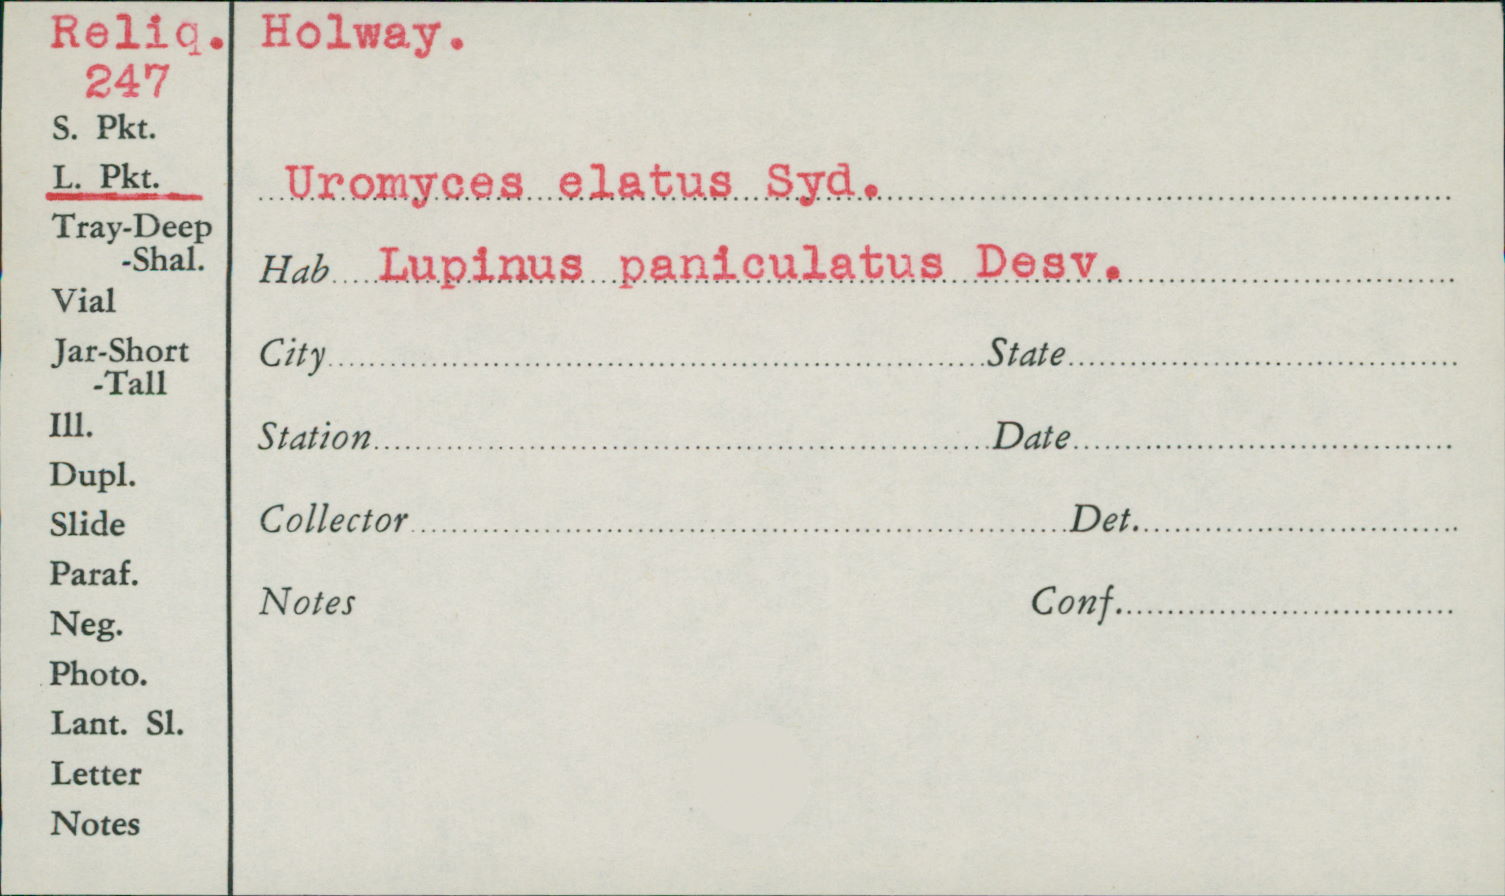 Reliq. Holway.
247
S. Pkt.
L. Pkt.
Uromyces elatus Syd.
Tray-Deep
-Shal.
Hab Lupinus paniculatus Desv.
Vial
Jar-Short
-Tall
City State
Ill.
Station Date
Dupl.
Slide
Collector Det.
Paraf.
Notes Conf.
Neg.
Photo.
Lant. Sl.
Letter
Notes